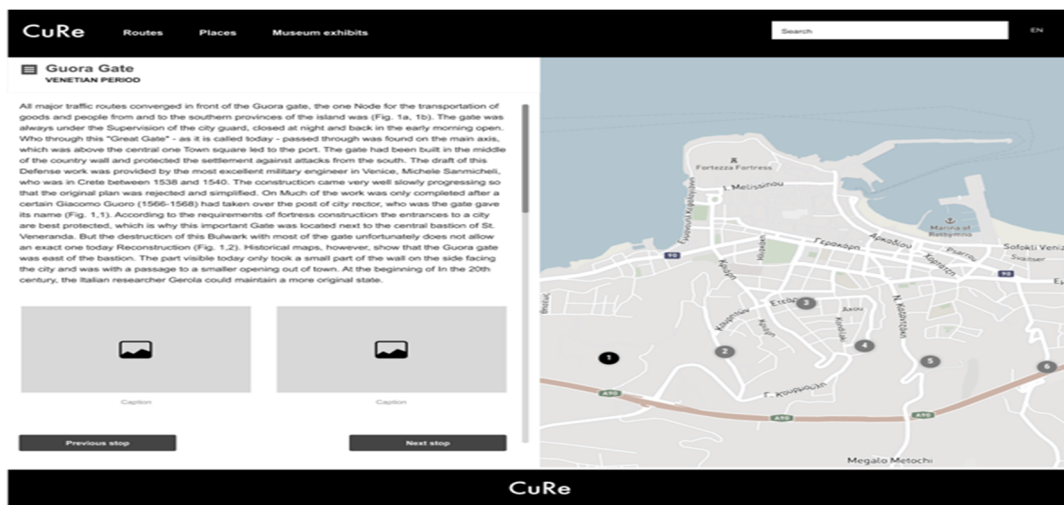 CuRe Routes Places Museum exhibits Search EN
Guora Gate
VENETIAN PERIOD
All major traffic routes converged in front of the Guora gate, the one Node for the transportation of
goods and people from and to the southern provinces of the island was (Fig. 1a, 1b). The gate was
always under the Supervision of the city guard, closed at night and back in the early morning open.
Who through this "Great Gate" - as it is called today - passed through was found on the main axis,
which was above the central one Town square led to the port. The gate had been built in the middle
of the country wall and protected the settlement against attacks from the south. The draft of this
Defense work was provided by the most excellent military engineer in Venice, Michele Sanmicheli,
who was in Crete between 1538 and 1540. The construction came very well slowly progressing so
that the original plan was rejected and simplified. On Much of the work was only completed after a
certain Giacomo Guoro (1566-1568) had taken over the post of city rector, who was the gate gave
its name (Fig. 1,1). According to the requirements of fortress construction the entrances to a city
are best protected, which is why this important Gate was located next to the central bastion of St.
Veneranda. But the destruction of this Bulwark with most of the gate unfortunately does not allow
an exact one today Reconstruction (Fig. 1,2). Historical maps, however, show that the Guora gate
was east of the bastion. The part visible today only took a small part of the wall on the side facing
the city and was with a passage to a smaller opening out of town. At the beginning of In the 20th
century, the Italian researcher Gerola could maintain a more original state.
Caption
Caption
Previous stop
Next stop
Fortezza Fortress
I. Melissinou
Marina of
Rethymno
Γερακάρη
Αρκαδίου
Sofokli Veniz
90
90
Κριάρη
3
1
2
4
5
6
A90
A90
A90
Megalo Metochi
CuRe